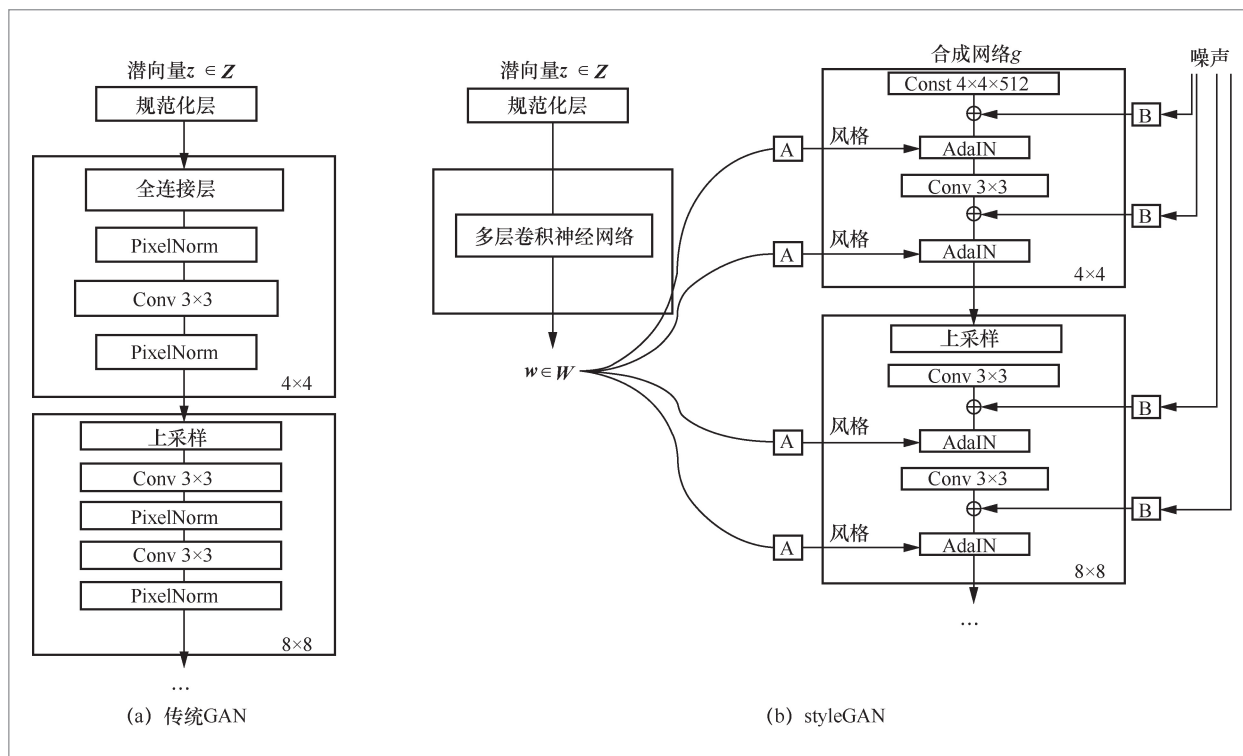 潜向量z ∈ Z
规范化层
全连接层
PixelNorm
Conv 3×3
PixelNorm
4×4
上采样
Conv 3×3
PixelNorm
Conv 3×3
PixelNorm
8×8
…
(a) 传统GAN
潜向量z ∈ Z
规范化层
多层卷积神经网络
w∈W
A
风格
A
风格
A
风格
A
风格
合成网络g
Const 4×4×512
AdaIN
Conv 3×3
AdaIN
4×4
上采样
Conv 3×3
AdaIN
Conv 3×3
AdaIN
8×8
…
噪声
B
B
B
B
(b) styleGAN